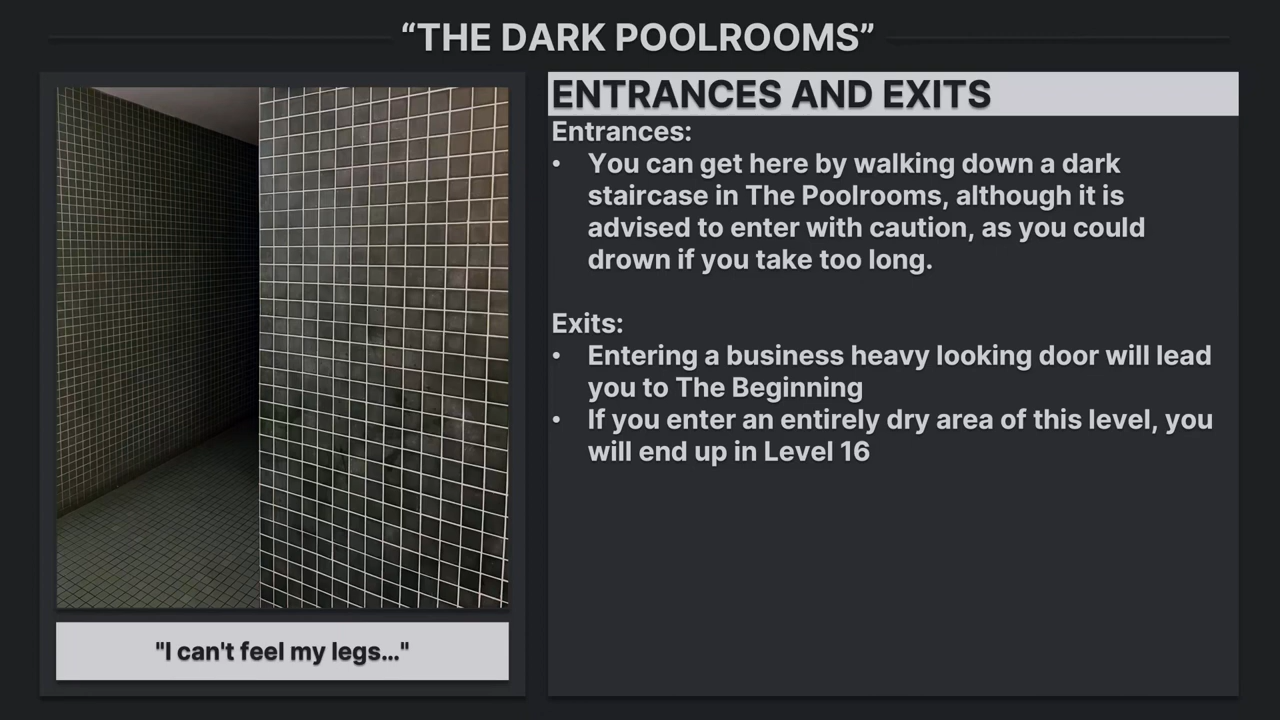 “THE DARK POOLROOMS”
ENTRANCES AND EXITS
Entrances:
• You can get here by walking down a dark
staircase in The Poolrooms, although it is
advised to enter with caution, as you could
drown if you take too long.
Exits:
• Entering a business heavy looking door will lead
you to The Beginning
• If you enter an entirely dry area of this level, you
will end up in Level 16
"I can't feel my legs..."